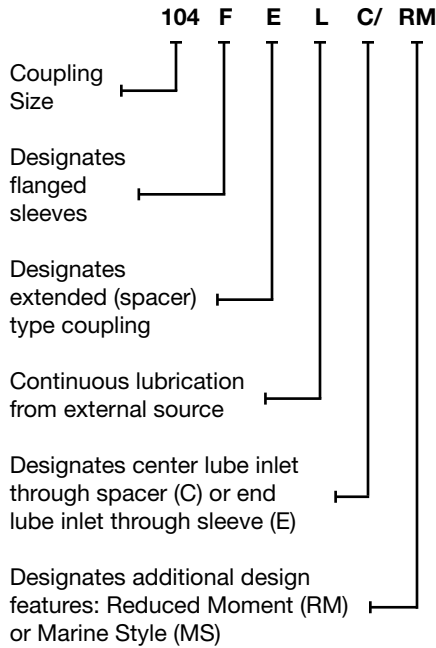 104 F E L C/ RM
Coupling
Size
Designates
flanged
sleeves
Designates
extended (spacer)
type coupling
Continuous lubrication
from external source
Designates center lube inlet
through spacer (C) or end
lube inlet through sleeve (E)
Designates additional design
features: Reduced Moment (RM)
or Marine Style (MS)